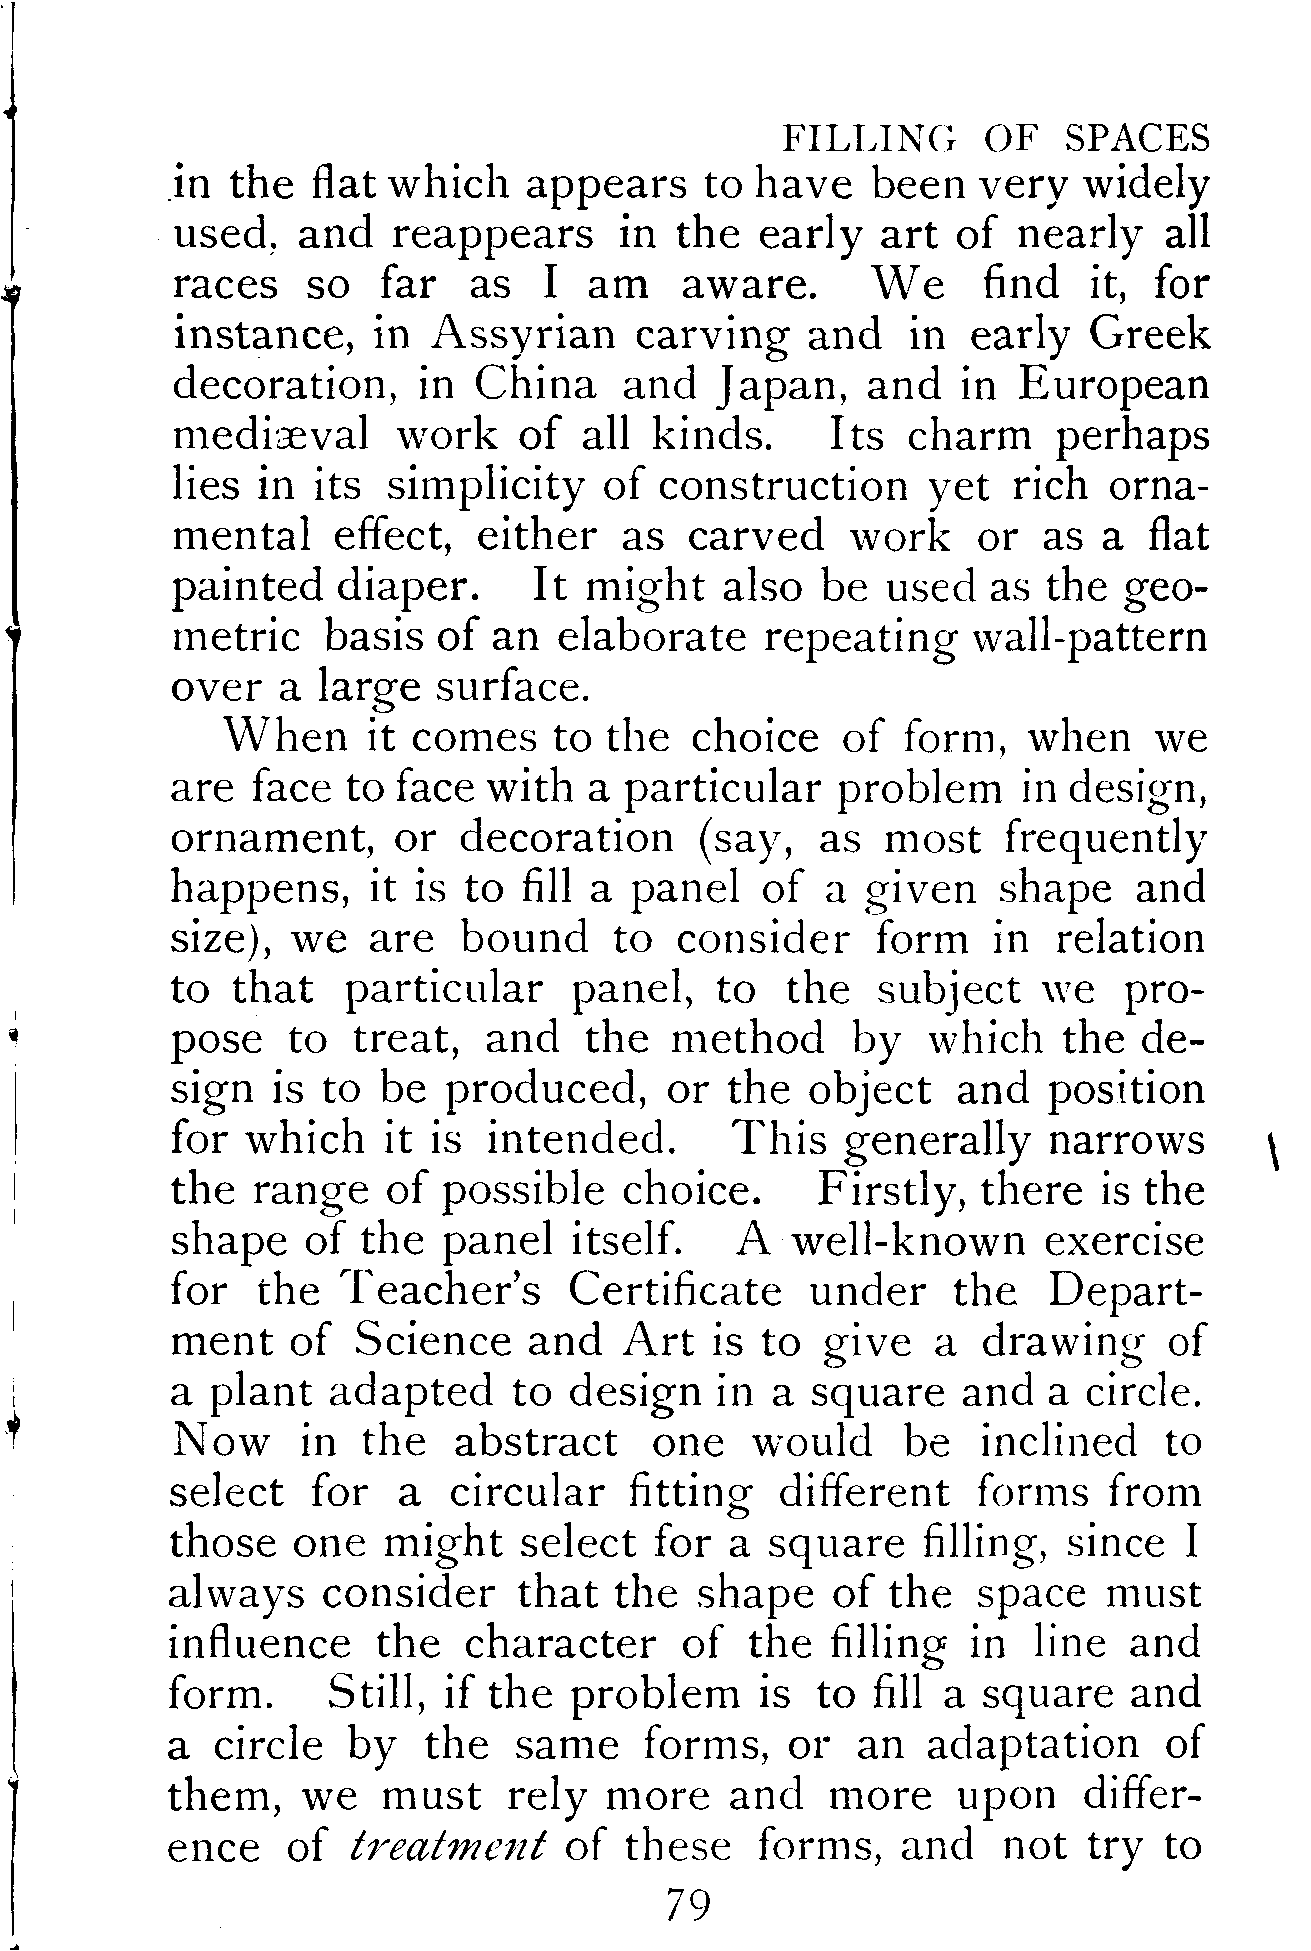 FILLING OF SPACES
in the flat which appears to have been very widely
used, and reappears in the early art of nearly all
races so far as I am aware. We find it, for
instance, in Assyrian carving and in early Greek
decoration, in China and Japan, and in European
mediæval work of all kinds. Its charm perhaps
lies in its simplicity of construction yet rich orna-
mental effect, either as carved work or as a flat
painted diaper. It might also be used as the geo-
metric basis of an elaborate repeating wall-pattern
over a large surface.
When it comes to the choice of form, when we
are face to face with a particular problem in design,
ornament, or decoration (say, as most frequently
happens, it is to fill a panel of a given shape and
size), we are bound to consider form in relation
to that particular panel, to the subject we pro-
pose to treat, and the method by which the de-
sign is to be produced, or the object and position
for which it is intended. This generally narrows
the range of possible choice. Firstly, there is the
shape of the panel itself. A well-known exercise
for the Teacher's Certificate under the Depart-
ment of Science and Art is to give a drawing of
a plant adapted to design in a square and a circle.
Now in the abstract one would be inclined to
select for a circular fitting different forms from
those one might select for a square filling, since I
always consider that the shape of the space must
influence the character of the filling in line and
form. Still, if the problem is to fill a square and
a circle by the same forms, or an adaptation of
them, we must rely more and more upon differ-
ence of treatment of these forms, and not try to
79